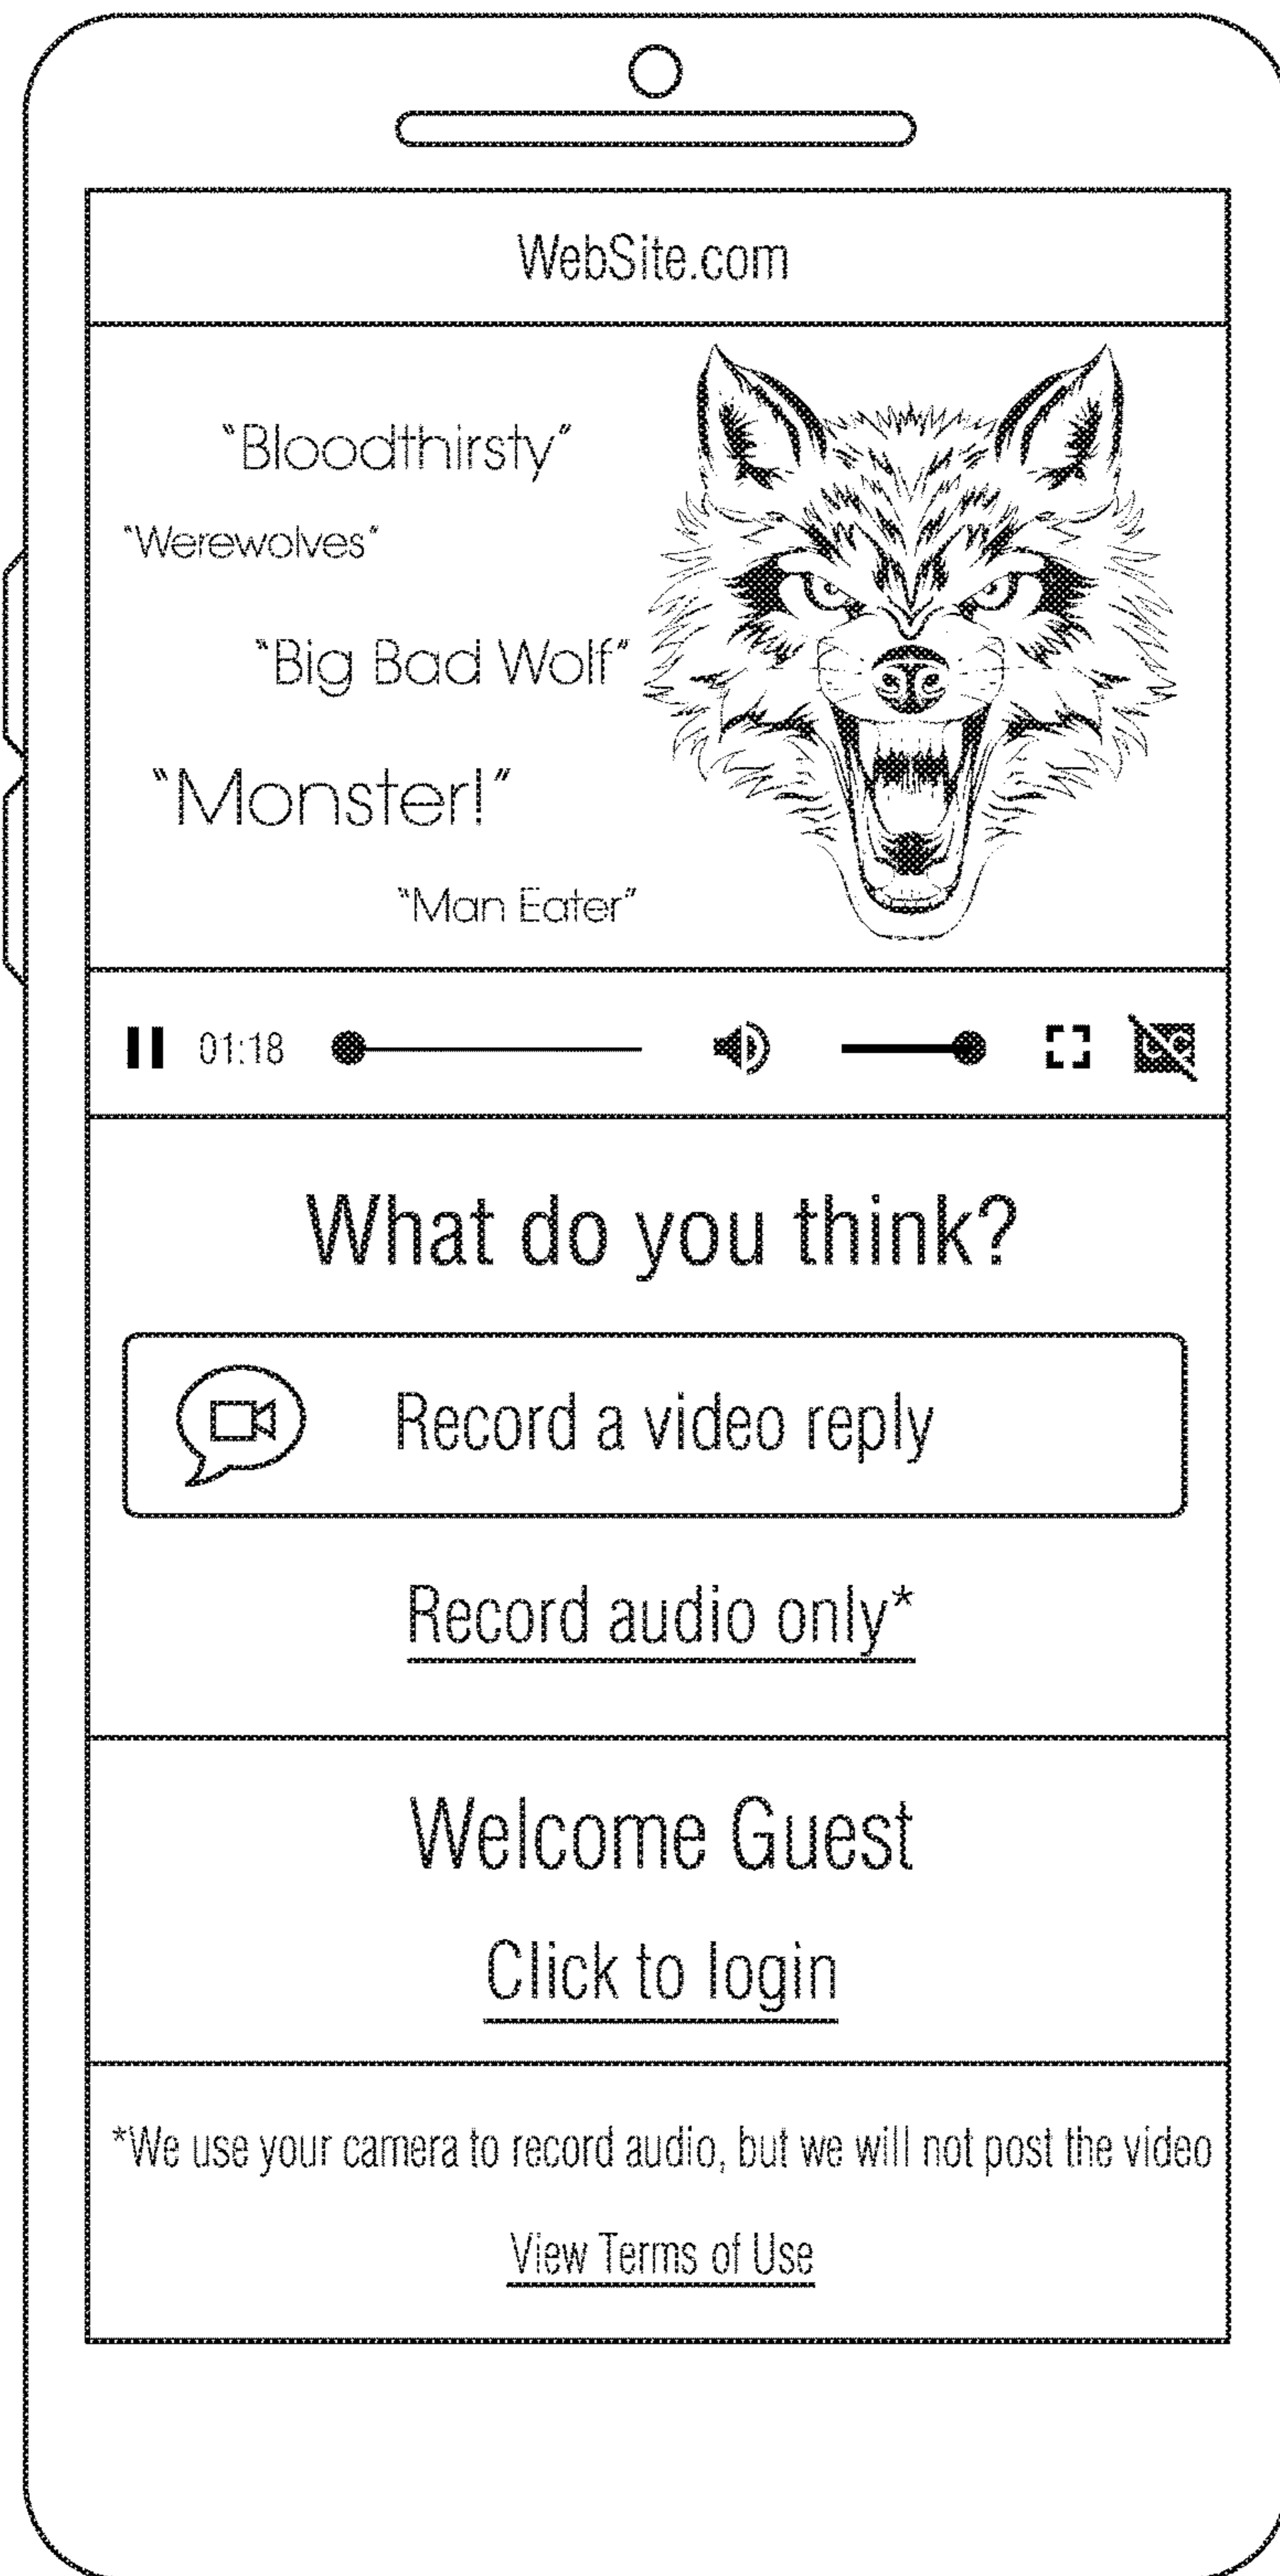 WebSite.com
“Bloodthirsty”
“Werewolves”
“Big Bad Wolf”
“Monster!”
“Man Eater”
01:18
CC
What do you think?
Record a video reply
Record audio only*
Welcome Guest
Click to login
*We use your camera to record audio, but we will not post the video
View Terms of Use